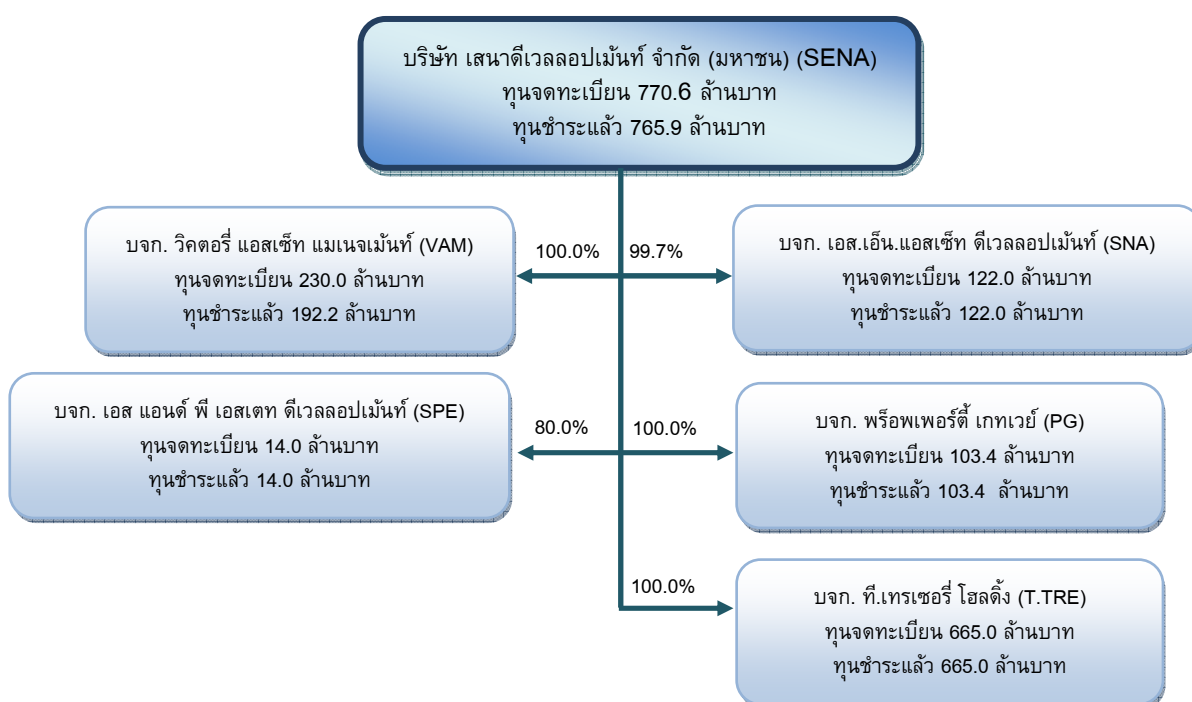 บริษัท เสนาดีเวลลอปเม้นท์ จำกัด (มหาชน) (SENA)
ทุนจดทะเบียน 770.6 ล้านบาท
ทุนชำระแล้ว 765.9 ล้านบาท
บจก. วิคตอรี่ แอสเซ็ท แมเนจเม้นท์ (VAM)
ทุนจดทะเบียน 230.0 ล้านบาท
ทุนชำระแล้ว 192.2 ล้านบาท
100.0%
99.7%
บจก. เอส.เอ็น.แอสเซ็ท ดีเวลลอปเม้นท์ (SNA)
ทุนจดทะเบียน 122.0 ล้านบาท
ทุนชำระแล้ว 122.0 ล้านบาท
บจก. เอส แอนด์ พี เอสเตท ดีเวลลอปเม้นท์ (SPE)
ทุนจดทะเบียน 14.0 ล้านบาท
ทุนชำระแล้ว 14.0 ล้านบาท
80.0%
100.0%
บจก. พร็อพเพอร์ตี้ เกทเวย์ (PG)
ทุนจดทะเบียน 103.4 ล้านบาท
ทุนชำระแล้ว 103.4 ล้านบาท
100.0%
บจก. ที.เทรเซอรี่ โฮลดิ้ง (T.TRE)
ทุนจดทะเบียน 665.0 ล้านบาท
ทุนชำระแล้ว 665.0 ล้านบาท